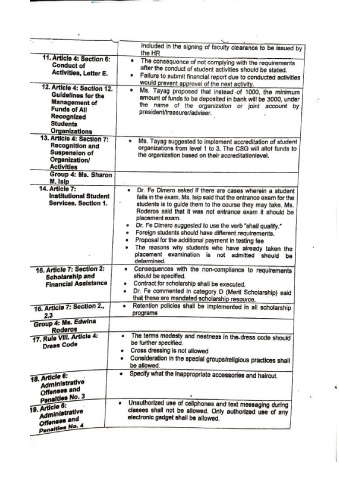 included in the signing of faculty clearance to be issued by
the HR
11. Article 4: Section 6:
Conduct of
Activities, Letter E.
• The consequence of not complying with the requirements
after the conduct of student activities should be stated.
• Failure to submit financial report due to conducted activities
would prevent approval of the next activity.
12. Article 4: Section 12.
Guidelines for the
Management of
Funds of All
Recognized
Students
Organizations
• Ms. Tayag proposed that instead of 1000, the minimum
amount of funds to be deposited in bank will be 3000, under
the name of the organization or joint account by
president/treasurer/adviser.
13. Article 4: Section 7:
Recognition and
Suspension of
Organization/
Activities
• Ms. Tayag suggested to implement accreditation of student
organizations from level 1 to 3. The CSG will allot funds to
the organization based on their accreditationlevel.
Group 4: Ms. Sharon
M. Isip
14. Article 7:
Institutional Student
Services. Section 1.
• Dr. Fe Dimero asked if there are cases wherein a student
fails in the exam. Ms. Isip said that the entrance exam for the
students is to guide them to the course they may take. Ms.
Roderos said that it was not entrance exam it should be
placement exam.
• Dr. Fe Dimero suggested to use the verb "shall qualify."
• Foreign students should have different requirements.
• Proposal for the additional payment in testing fee
• The reasons why students who have already taken the
placement examination is not admitted should be
determined.
15. Article 7: Section 2:
Scholarship and
Financial Assistance
• Consequences with the non-compliance to requirements
should be specified.
• Contract for scholarship shall be executed.
• Dr. Fe commented in category D (Merit Scholarship) said
that these are mandated scholarship resource.
16. Article 7: Section 2.,
2.3
• Retention policies shall be implemented in all scholarship
programs
Group 4: Ms. Edwina
Roderos
17. Rule VIII. Article 4:
Dress Code
• The terms modesty and neatness in the dress code should
be further specified.
• Cross dressing is not allowed
• Consideration in the special groups/religious practices shall
be allowed.
18. Article 6:
Administrative
Offenses and
Penalties No. 3
• Specify what the inappropriate accessories and haircut.
19. Article 6:
Administrative
Offenses and
Penalties No. 4
• Unauthorized use of cellphones and text messaging during
classes shall not be allowed. Only authorized use of any
electronic gadget shall be allowed.